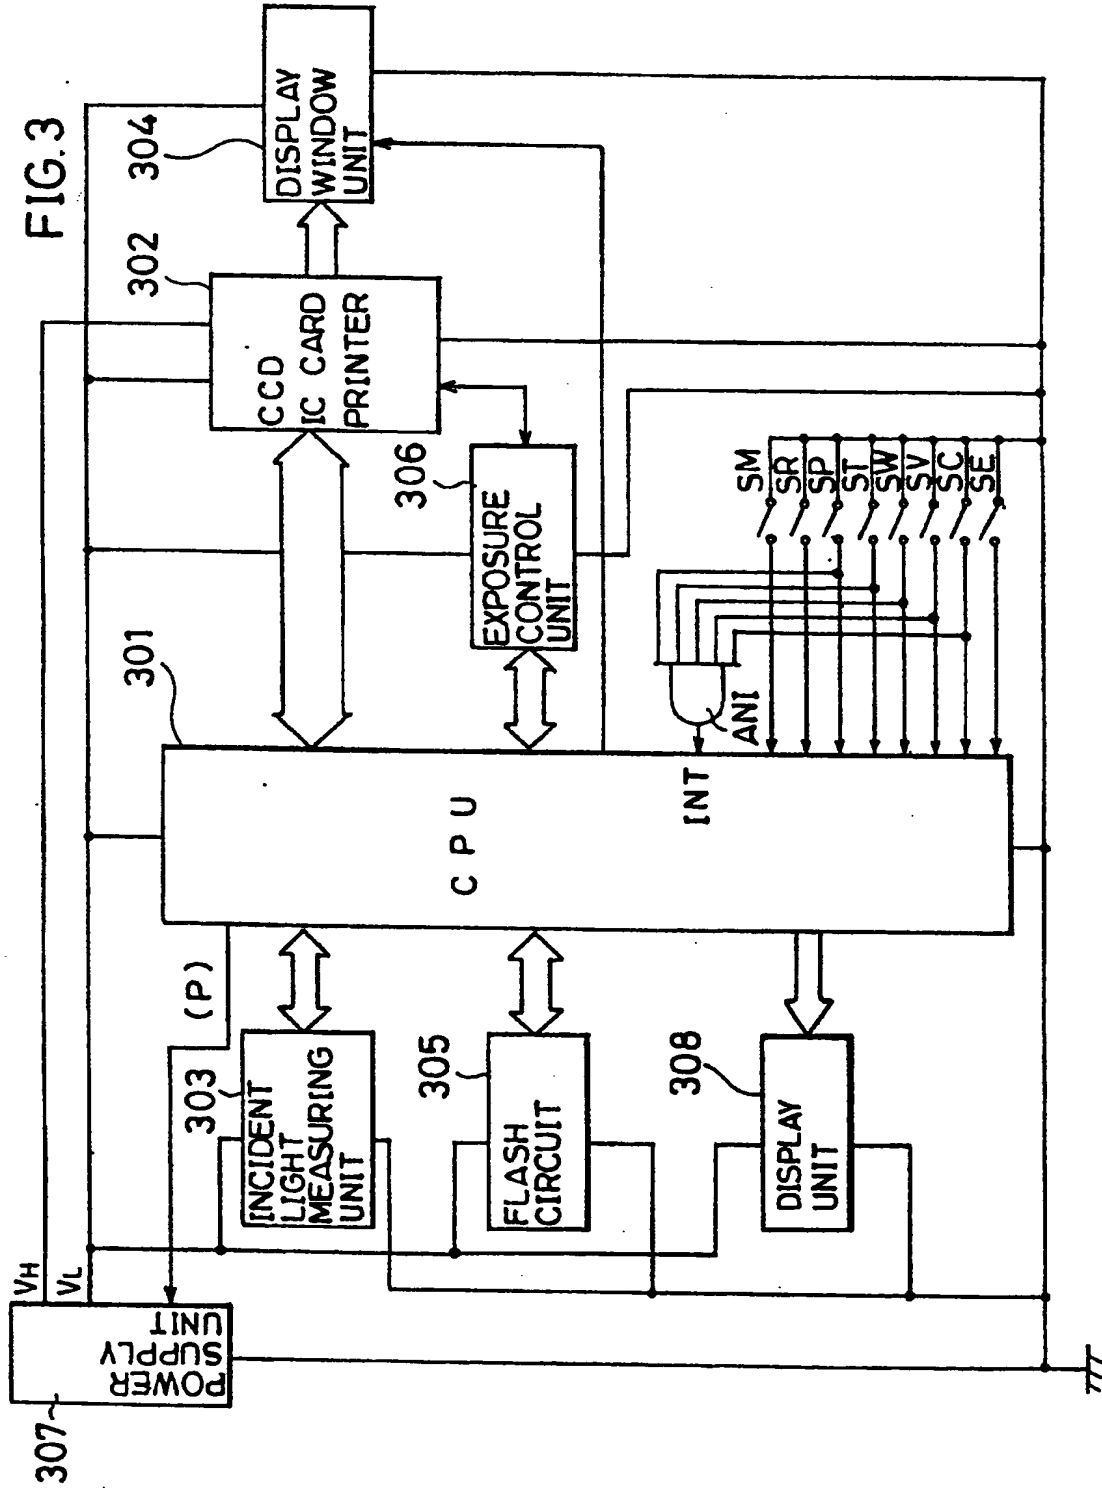 FIG.3
307
POWER
SUPPLY
UNIT
VH
VL
(P)
301
CPU
INT
302
CCD
IC CARD
PRINTER
304
DISPLAY
WINDOW
UNIT
303
INCIDENT
LIGHT
MEASURING
UNIT
305
FLASH
CIRCUIT
308
DISPLAY
UNIT
306
EXPOSURE
CONTROL
UNIT
ANI
SM
SR
SP
ST
SW
SV
SC
SE